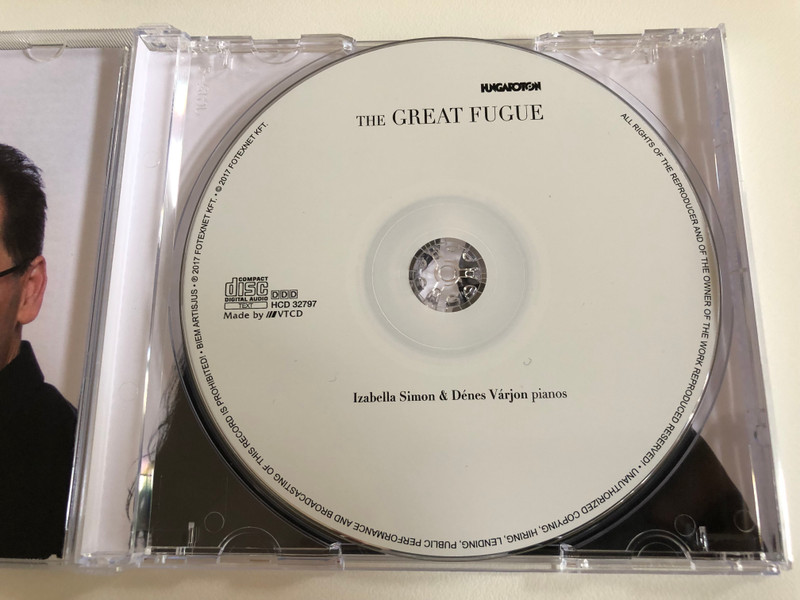 HUNGAROTON
THE GREAT FUGUE
COMPACT
disc
DIGITAL AUDIO
TEXT
DDD
HCD 32797
Made by VTCD
Izabella Simon & Dénes Várjon pianos
ALL RIGHTS OF THE REPRODUCER AND OF THE OWNER OF THE WORK REPRODUCED RESERVED! • UNAUTHORIZED COPYING, HIRING, LENDING, PUBLIC PERFORMANCE AND BROADCASTING OF THIS RECORD IS PROHIBITED! • BIEM ARTISJUS • ℗ 2017 FOTEXNET KFT. • © 2017 FOTEXNET KFT.